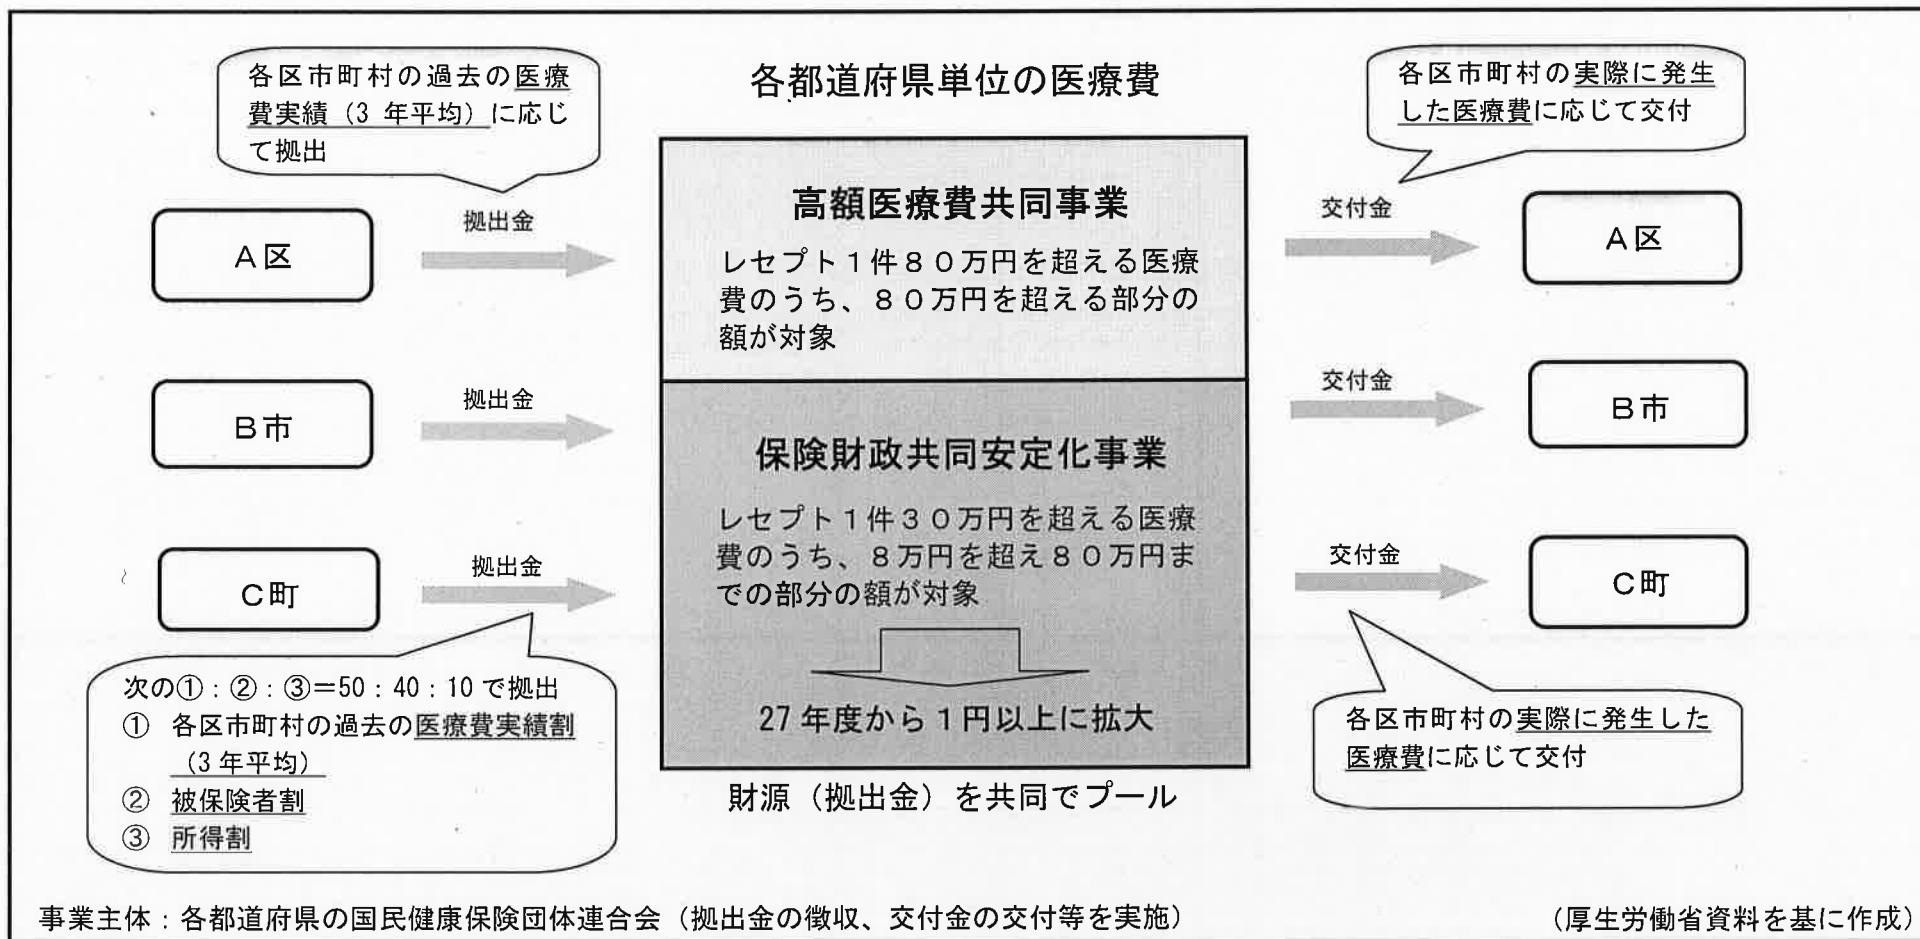 各都道府県単位の医療費
各区市町村の過去の医療
費実績(3年平均)に応じ
て拠出
各区市町村の実際に発生
した医療費に応じて交付
A区
拠出金
高額医療費共同事業
レセプト1件80万円を超える医療
費のうち、80万円を超える部分の
額が対象
交付金
A区
B市
拠出金
交付金
B市
保険財政共同安定化事業
レセプト1件30万円を超える医療
費のうち、8万円を超え80万円ま
での部分の額が対象
C町
拠出金
交付金
C町
27年度から1円以上に拡大
次の①:②:③=50:40:10で拠出
① 各区市町村の過去の医療費実績割
(3年平均)
② 被保険者割
③ 所得割
各区市町村の実際に発生した
医療費に応じて交付
財源(拠出金)を共同でプール
事業主体:各都道府県の国民健康保険団体連合会(拠出金の徴収、交付金の交付等を実施)
(厚生労働省資料を基に作成)